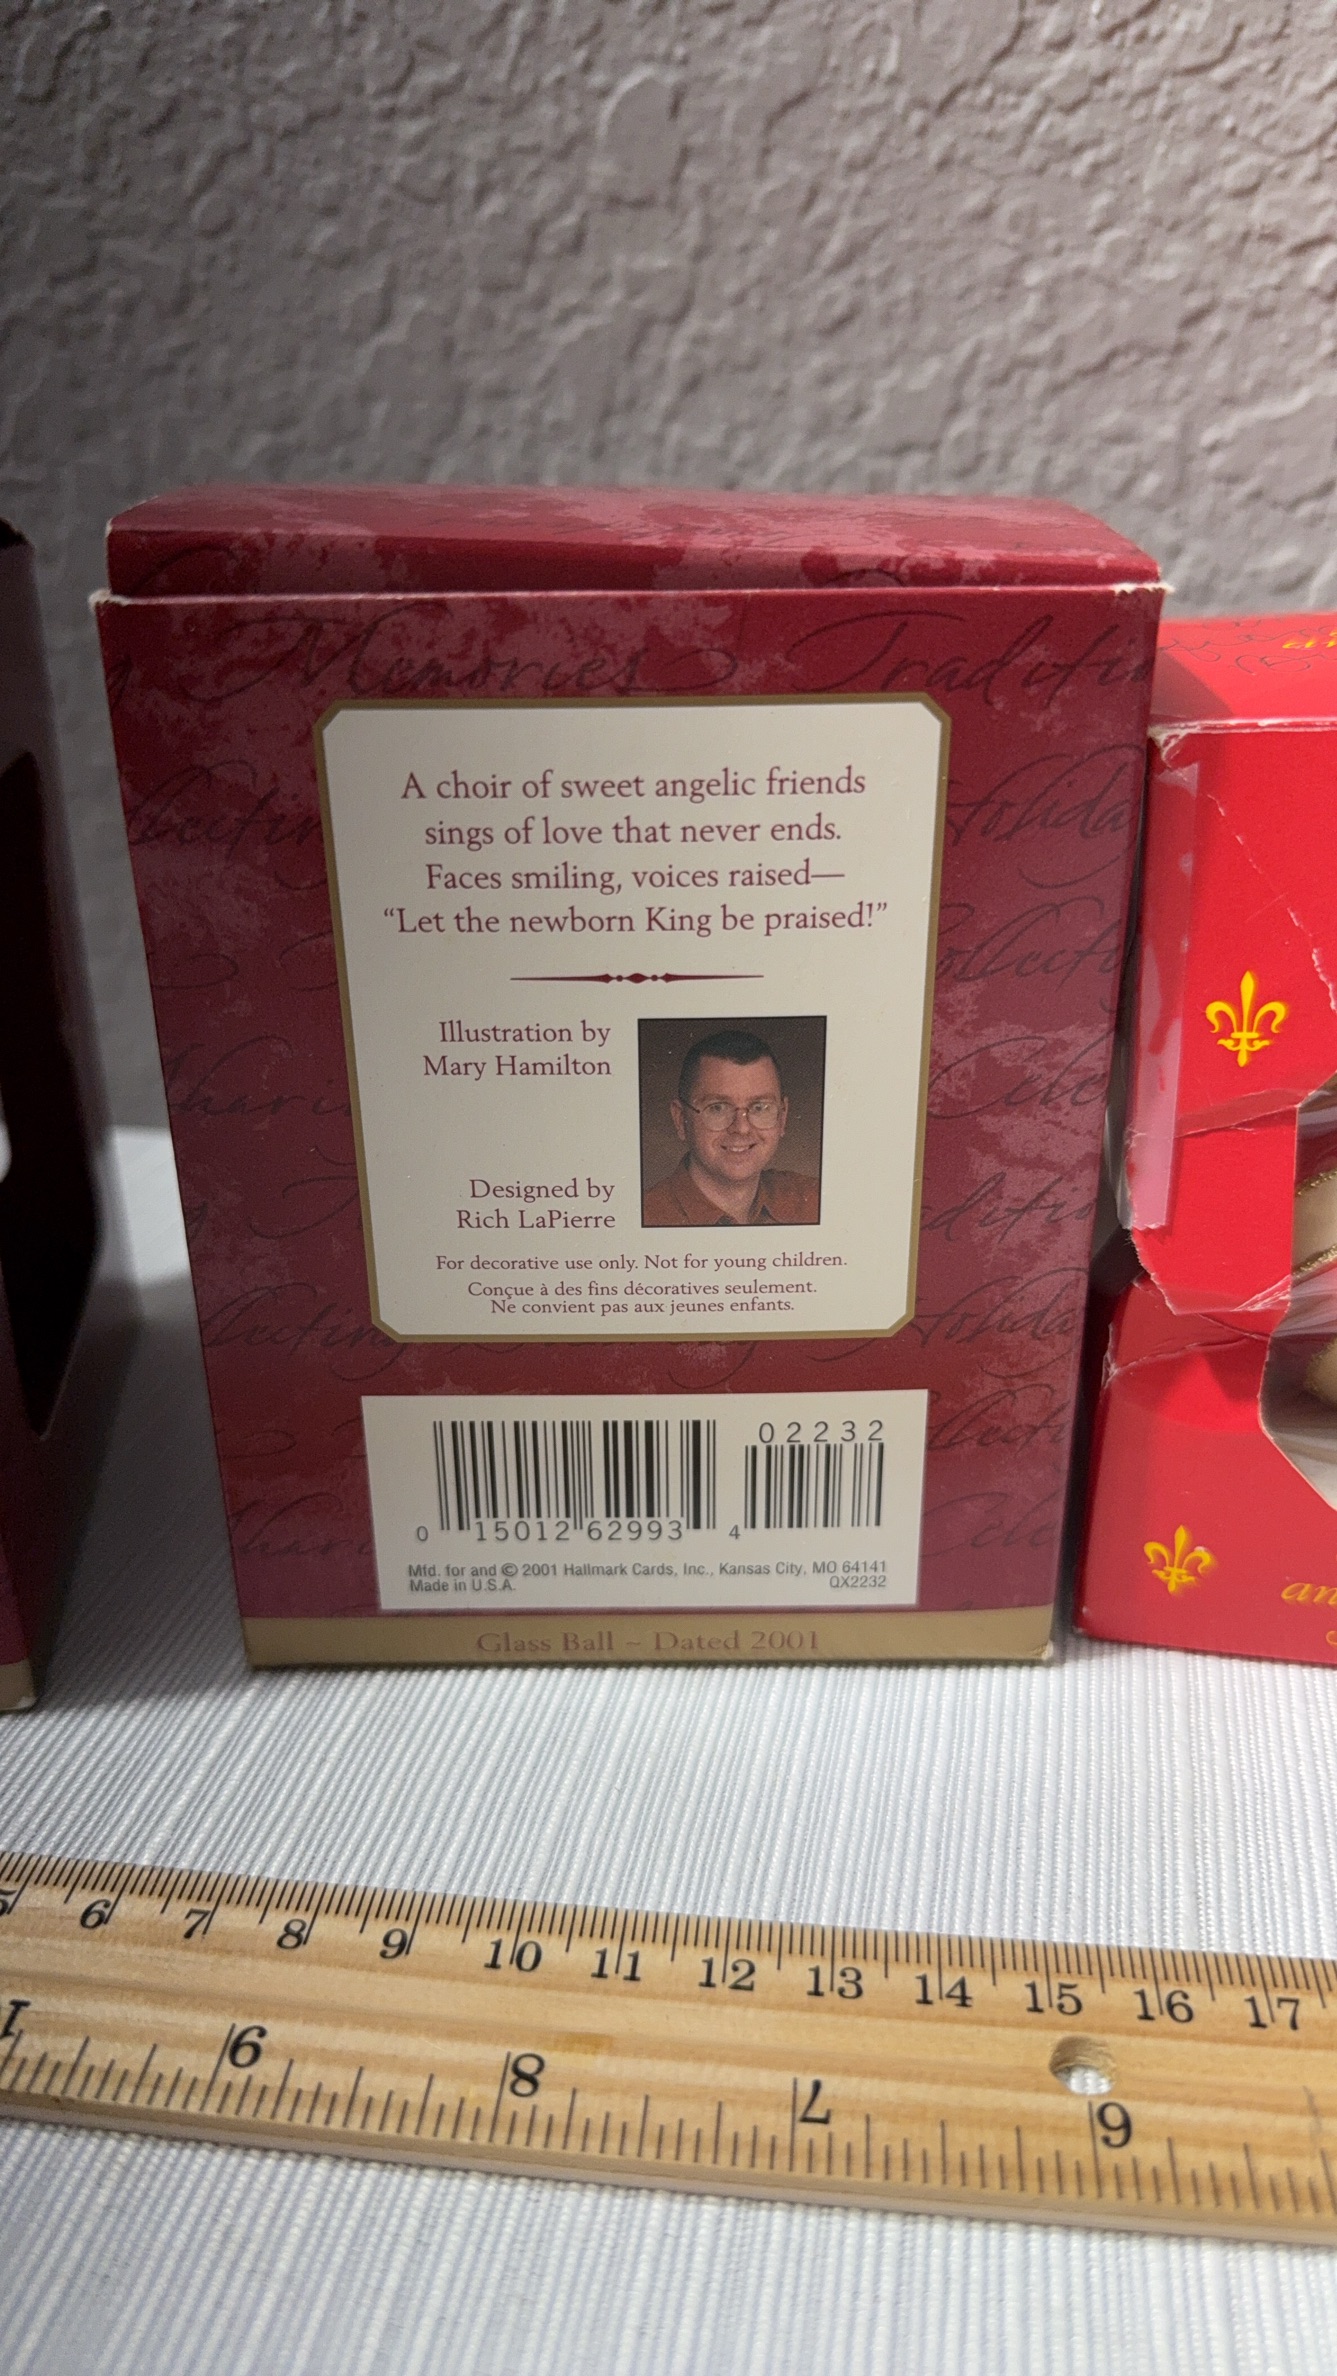 Memories Traditi
A choir of sweet angelic friends
sings of love that never ends.
Faces smiling, voices raised—
“Let the newborn King be praised!”
Illustration by
Mary Hamilton
Designed by
Rich LaPierre
For decorative use only. Not for young children.
Conçue à des fins décoratives seulement.
Ne convient pas aux jeunes enfants.
02232
0 15012 62993 4
Mfd. for and © 2001 Hallmark Cards, Inc., Kansas City, MO 64141
Made in U.S.A. QX2232
Glass Ball ~ Dated 2001
an
5 6 7 8 9 10 11 12 13 14 15 16 17
9 8 7 6